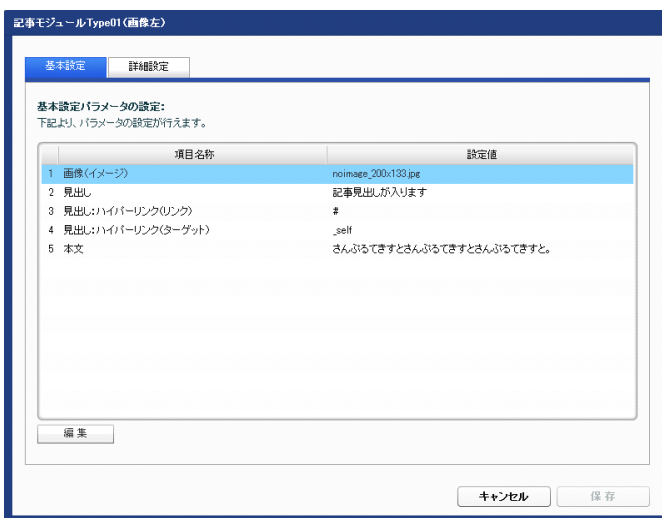 記事モジュールType01(画像左)
基本設定 詳細設定
基本設定パラメータの設定:
下記より、パラメータの設定が行えます。
項目名称 設定値
1 画像(イメージ) noimage_200x133.jpg
2 見出し 記事見出しが入ります
3 見出し:ハイパーリンク(リンク) #
4 見出し:ハイパーリンク(ターゲット) _self
5 本文 さんぷるてきすとさんぷるてきすとさんぷるてきすと。
編集
キャンセル 保存